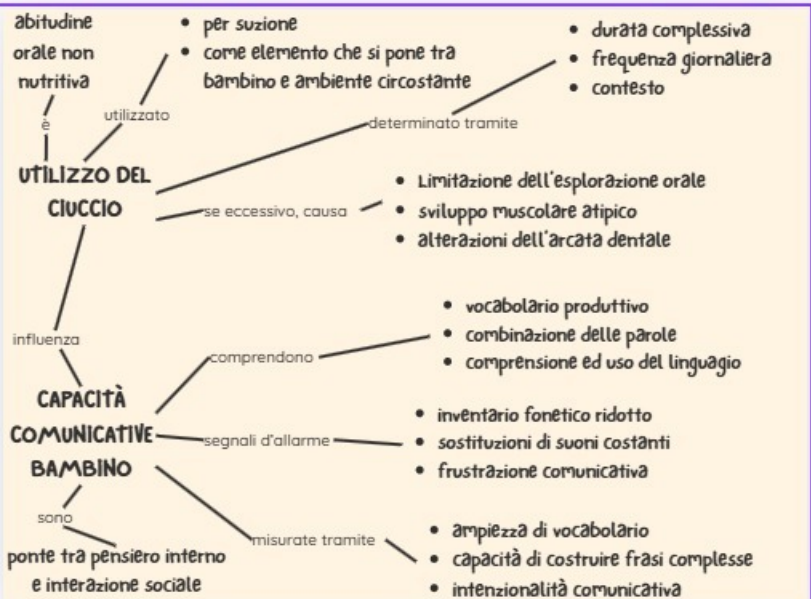 abitudine
orale non
nutritiva
è
• per suzione
• come elemento che si pone tra
bambino e ambiente circostante
utilizzato
• durata complessiva
• frequenza giornaliera
• contesto
determinato tramite
UTILIZZO DEL
CIUCCIO
se eccessivo, causa
• Limitazione dell'esplorazione orale
• sviluppo muscolare atipico
• alterazioni dell'arcata dentale
influenza
• vocabolario produttivo
• combinazione delle parole
• comprensione ed uso del linguagio
comprendono
CAPACITÀ
COMUNICATIVE
BAMBINO
segnali d'allarme
• inventario fonetico ridotto
• sostituzioni di suoni costanti
• frustrazione comunicativa
sono
ponte tra pensiero interno
e interazione sociale
misurate tramite
• ampiezza di vocabolario
• capacità di costruire frasi complesse
• intenzionalità comunicativa